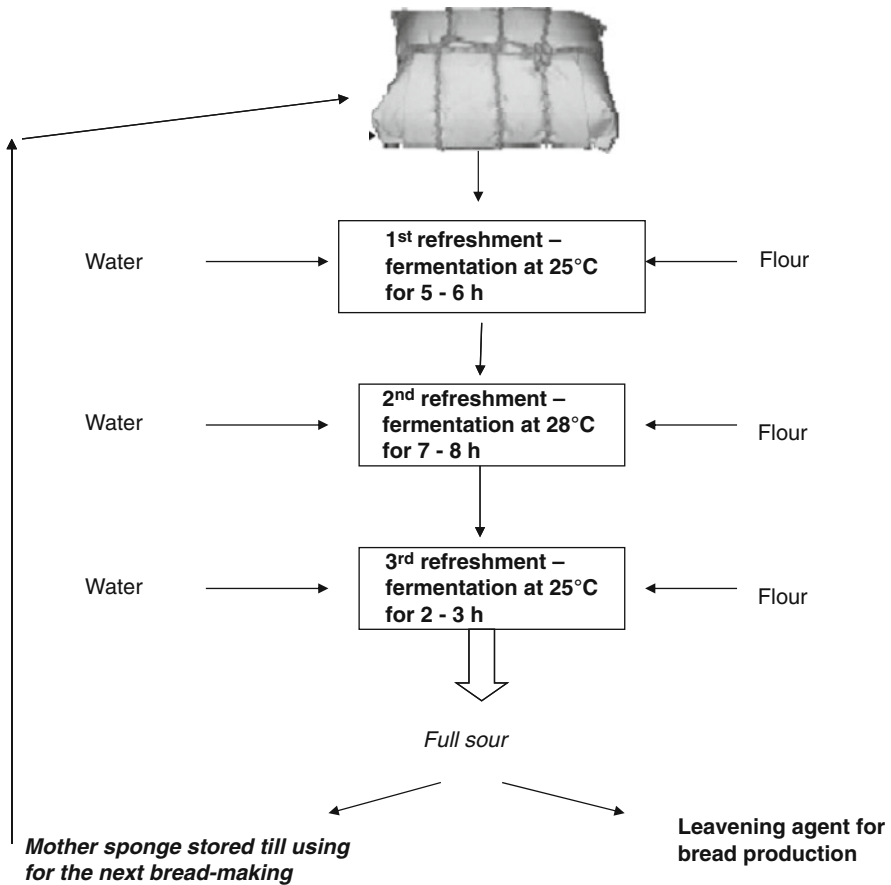 Water
1st refreshment –
fermentation at 25°C
for 5 - 6 h
Flour
Water
2nd refreshment –
fermentation at 28°C
for 7 - 8 h
Flour
Water
3rd refreshment –
fermentation at 25°C
for 2 - 3 h
Flour
Full sour
Mother sponge stored till using
for the next bread-making
Leavening agent for
bread production